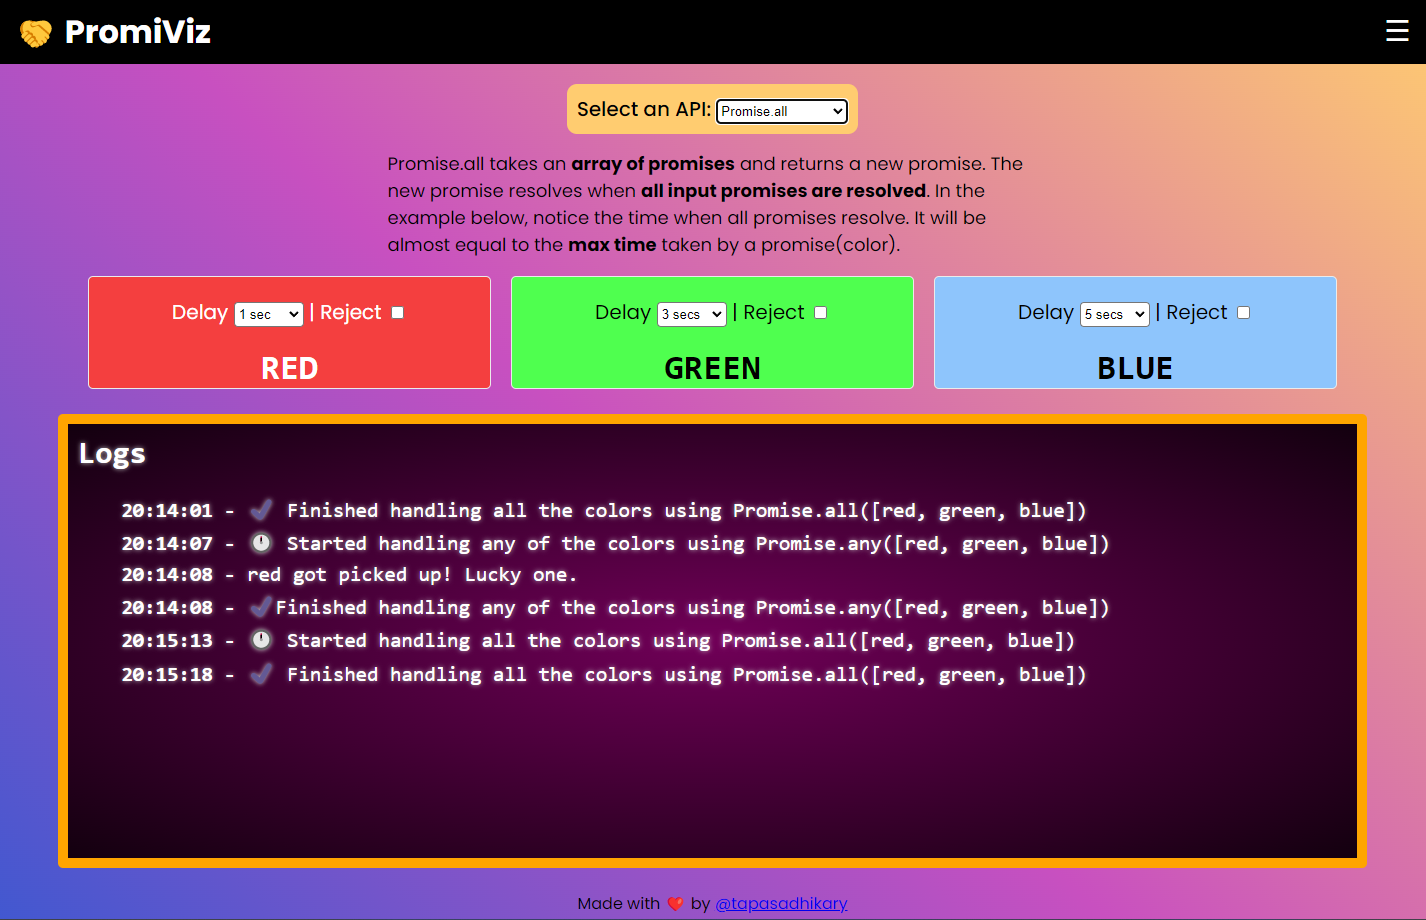 🤝 PromiViz ☰
Select an API: Promise.all
Promise.all takes an array of promises and returns a new promise. The
new promise resolves when all input promises are resolved. In the
example below, notice the time when all promises resolve. It will be
almost equal to the max time taken by a promise(color).
Delay 1 sec | Reject
RED
Delay 3 secs | Reject
GREEN
Delay 5 secs | Reject
BLUE
Logs
20:14:01 - ✔ Finished handling all the colors using Promise.all([red, green, blue])
20:14:07 - 🕛 Started handling any of the colors using Promise.any([red, green, blue])
20:14:08 - red got picked up! Lucky one.
20:14:08 - ✔Finished handling any of the colors using Promise.any([red, green, blue])
20:15:13 - 🕛 Started handling all the colors using Promise.all([red, green, blue])
20:15:18 - ✔ Finished handling all the colors using Promise.all([red, green, blue])
Made with ❤️ by @tapasadhikary